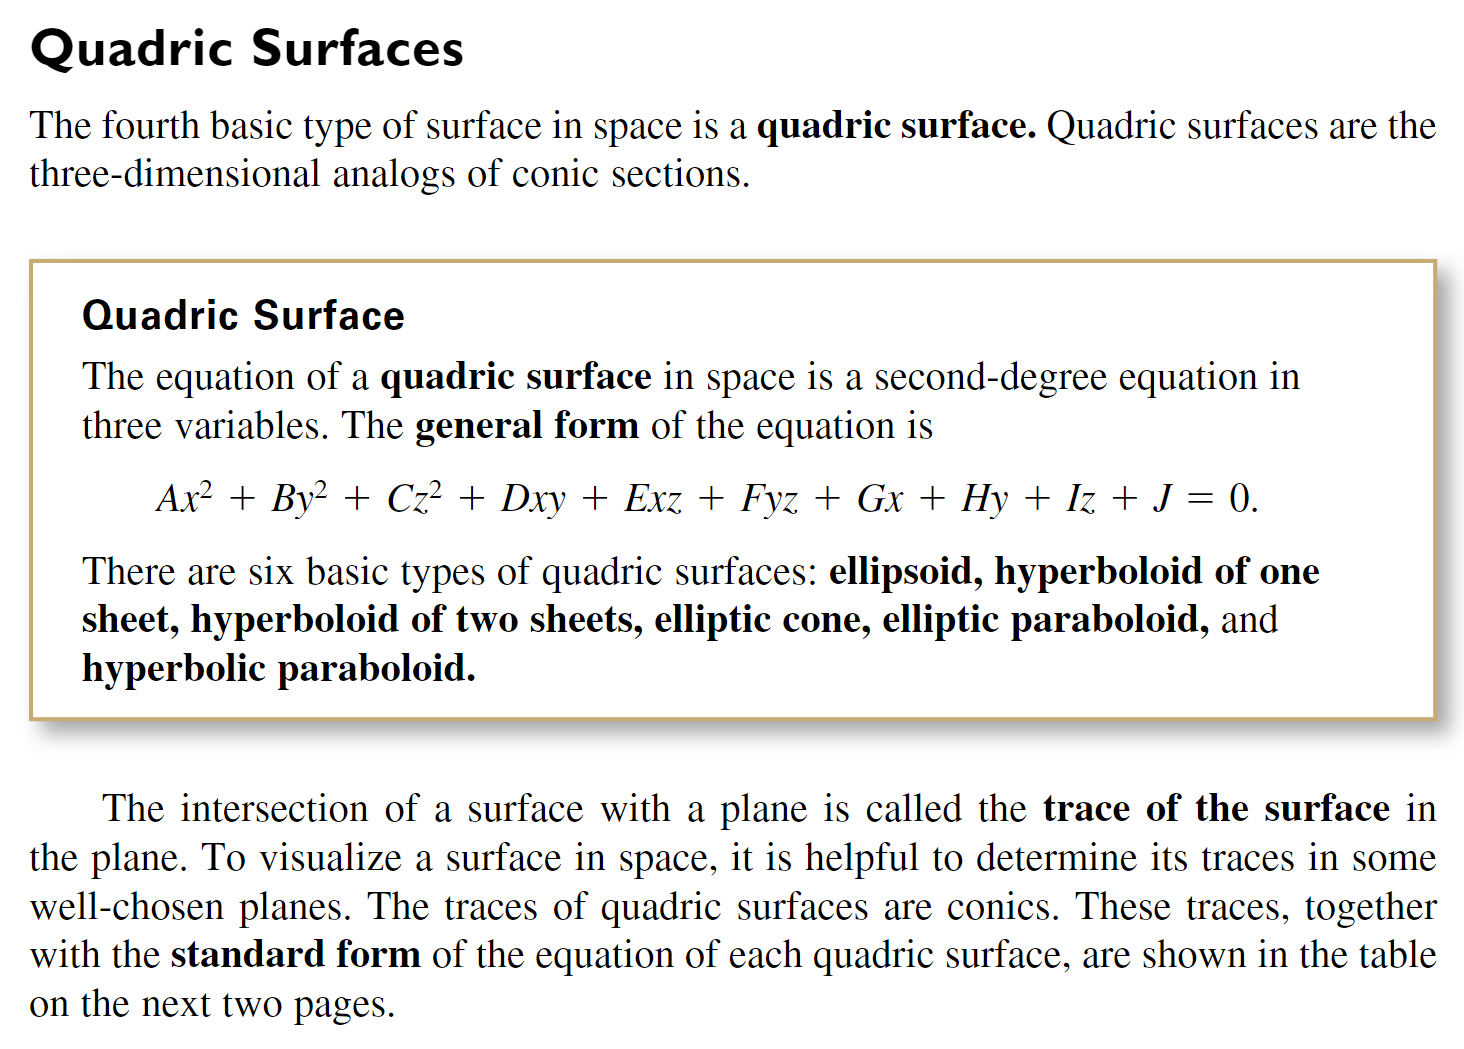 Quadric Surfaces
The fourth basic type of surface in space is a quadric surface. Quadric surfaces are the
three-dimensional analogs of conic sections.
Quadric Surface
The equation of a quadric surface in space is a second-degree equation in
three variables. The general form of the equation is
Ax² + By² + Cz² + Dxy + Exz + Fyz + Gx + Hy + Iz + J = 0.
There are six basic types of quadric surfaces: ellipsoid, hyperboloid of one
sheet, hyperboloid of two sheets, elliptic cone, elliptic paraboloid, and
hyperbolic paraboloid.
The intersection of a surface with a plane is called the trace of the surface in
the plane. To visualize a surface in space, it is helpful to determine its traces in some
well-chosen planes. The traces of quadric surfaces are conics. These traces, together
with the standard form of the equation of each quadric surface, are shown in the table
on the next two pages.